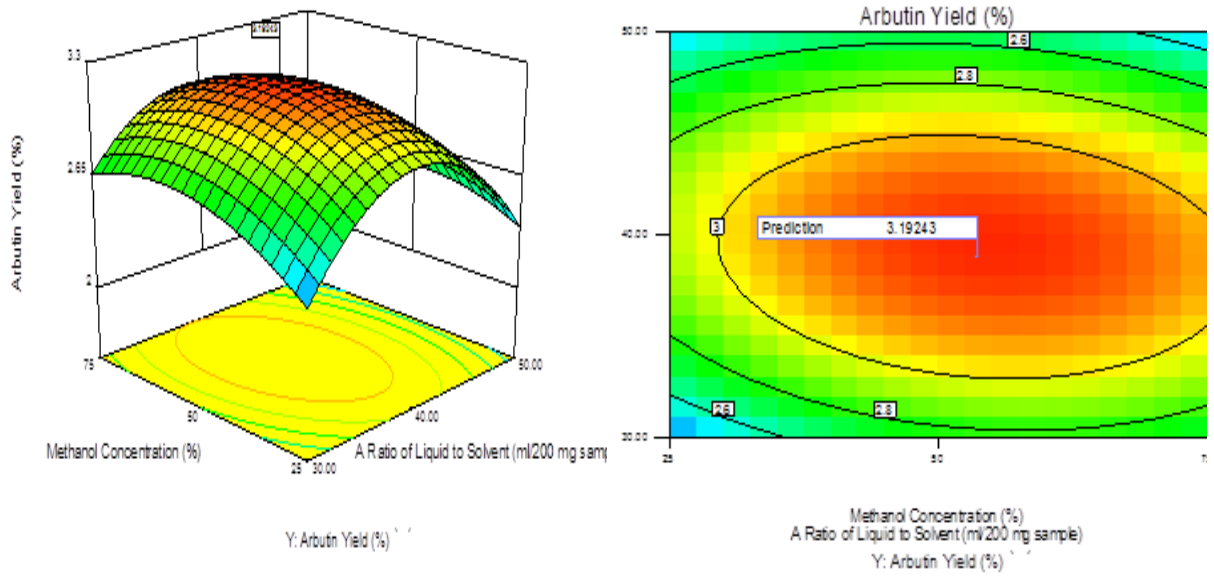 3.19243
3.3
2.65
2
Arbutin Yield (%)
75
50
25
30.00
40.00
50.00
Methanol Concentration (%)
A Ratio of Liquid to Solvent (ml/200 mg samp
Y: Arbutin Yield (%)
Arbutin Yield (%)
50.00
2.6
2.8
3
Prediction 3.19243
40.00
2.6
2.8
30.00
25
50
Methanol Concentration (%)
A Ratio of Liquid to Solvent (ml/200 mg sample)
Y: Arbutin Yield (%)